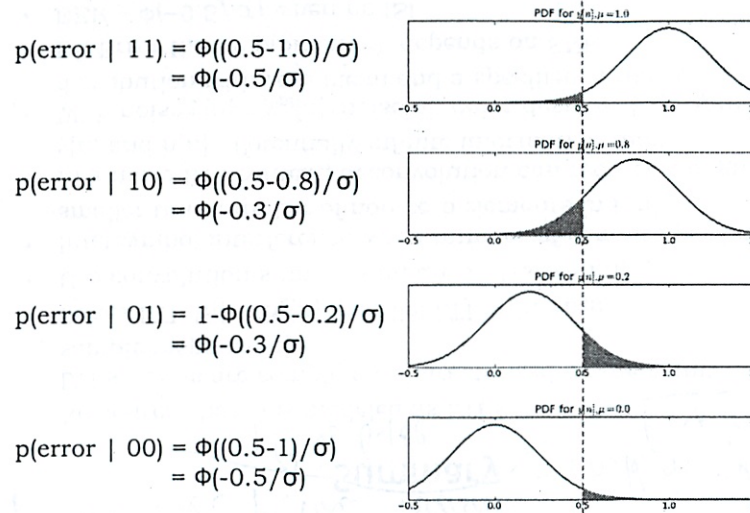 p(error | 11) = Φ((0.5-1.0)/σ)
= Φ(-0.5/σ)
PDF for y[n], μ=1.0
-0.5 0.0 0.5 1.0
p(error | 10) = Φ((0.5-0.8)/σ)
= Φ(-0.3/σ)
PDF for y[n], μ=0.8
-0.5 0.0 0.5 1.0
p(error | 01) = 1-Φ((0.5-0.2)/σ)
= Φ(-0.3/σ)
PDF for y[n], μ=0.2
-0.5 0.0 0.5 1.0
p(error | 00) = Φ((0.5-1)/σ)
= Φ(-0.5/σ)
PDF for y[n], μ=0.0
-0.5 0.0 0.5 1.0